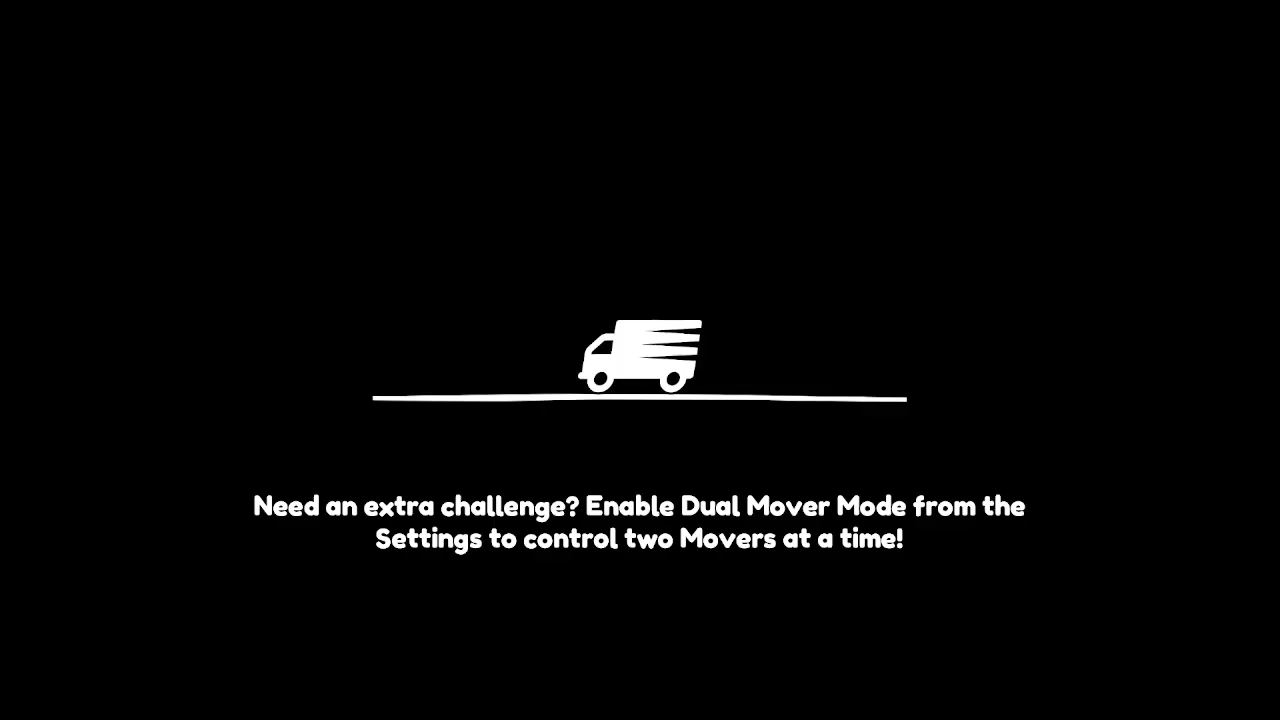 Need an extra challenge? Enable Dual Mover Mode from the
Settings to control two Movers at a time!